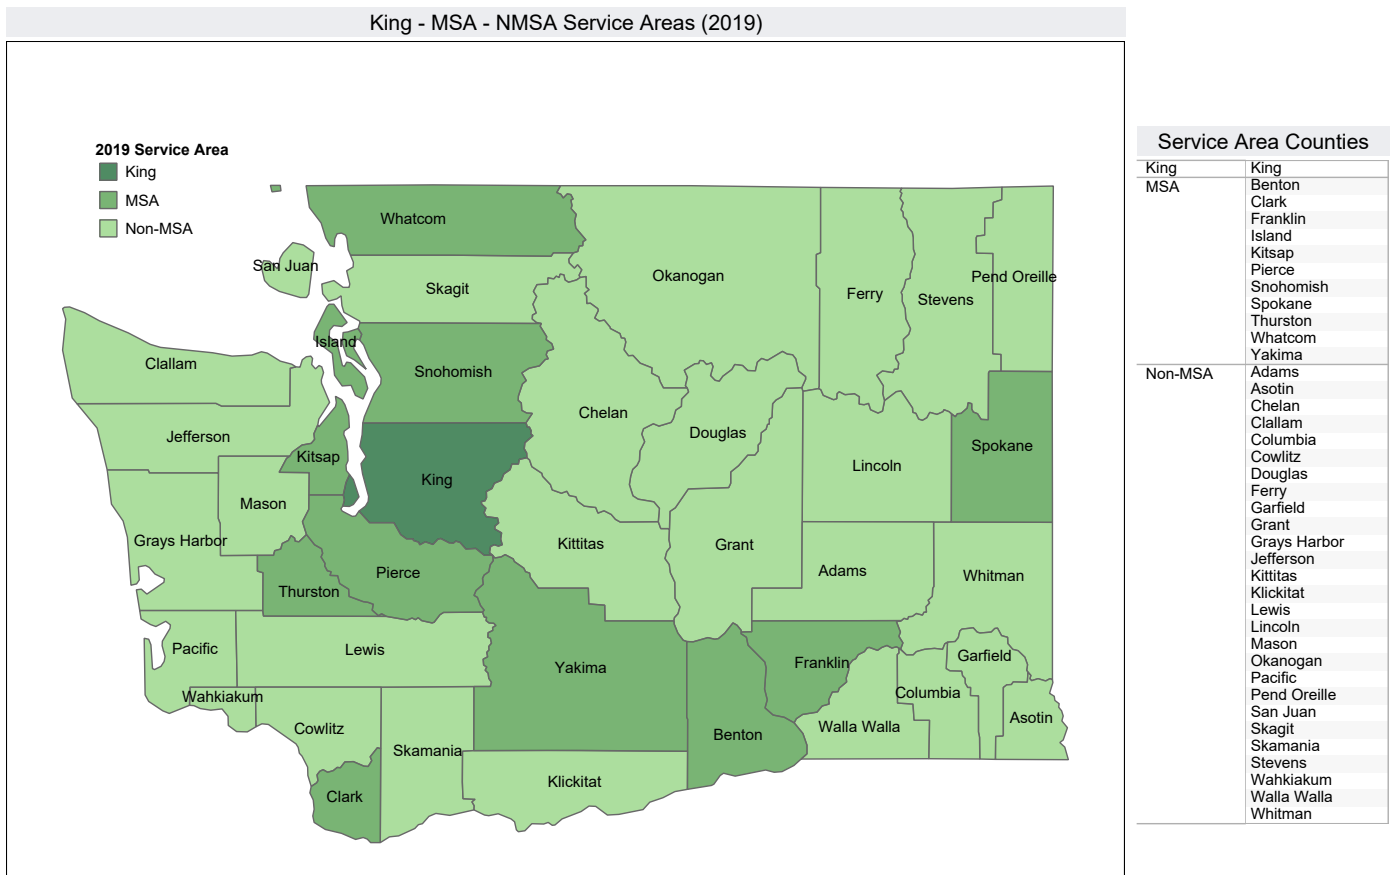 King - MSA - NMSA Service Areas (2019)
2019 Service Area
King
MSA
Non-MSA
Whatcom
San Juan
Skagit
Okanogan
Ferry
Stevens
Pend Oreille
Island
Clallam
Snohomish
Chelan
Jefferson
Kitsap
King
Douglas
Lincoln
Spokane
Mason
Grays Harbor
Kittitas
Grant
Adams
Whitman
Pierce
Thurston
Pacific
Lewis
Yakima
Franklin
Garfield
Columbia
Wahkiakum
Cowlitz
Skamania
Benton
Walla Walla
Asotin
Klickitat
Clark
Service Area Counties
King King
MSA Benton
Clark
Franklin
Island
Kitsap
Pierce
Snohomish
Spokane
Thurston
Whatcom
Yakima
Non-MSA Adams
Asotin
Chelan
Clallam
Columbia
Cowlitz
Douglas
Ferry
Garfield
Grant
Grays Harbor
Jefferson
Kittitas
Klickitat
Lewis
Lincoln
Mason
Okanogan
Pacific
Pend Oreille
San Juan
Skagit
Skamania
Stevens
Wahkiakum
Walla Walla
Whitman